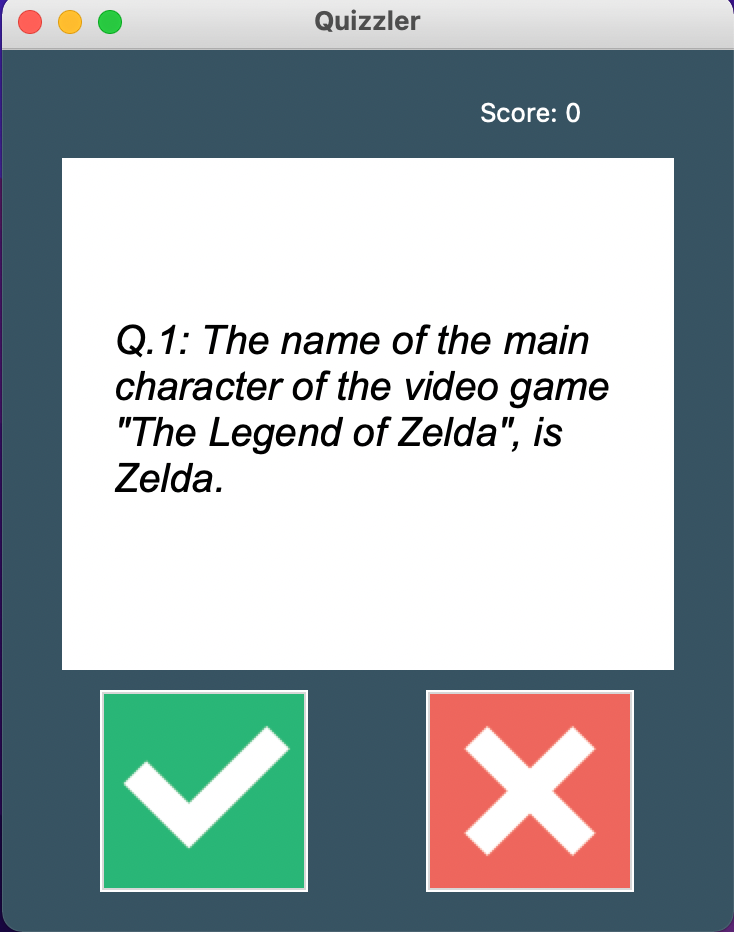 Quizzler
Score: 0
Q.1: The name of the main
character of the video game
"The Legend of Zelda", is
Zelda.